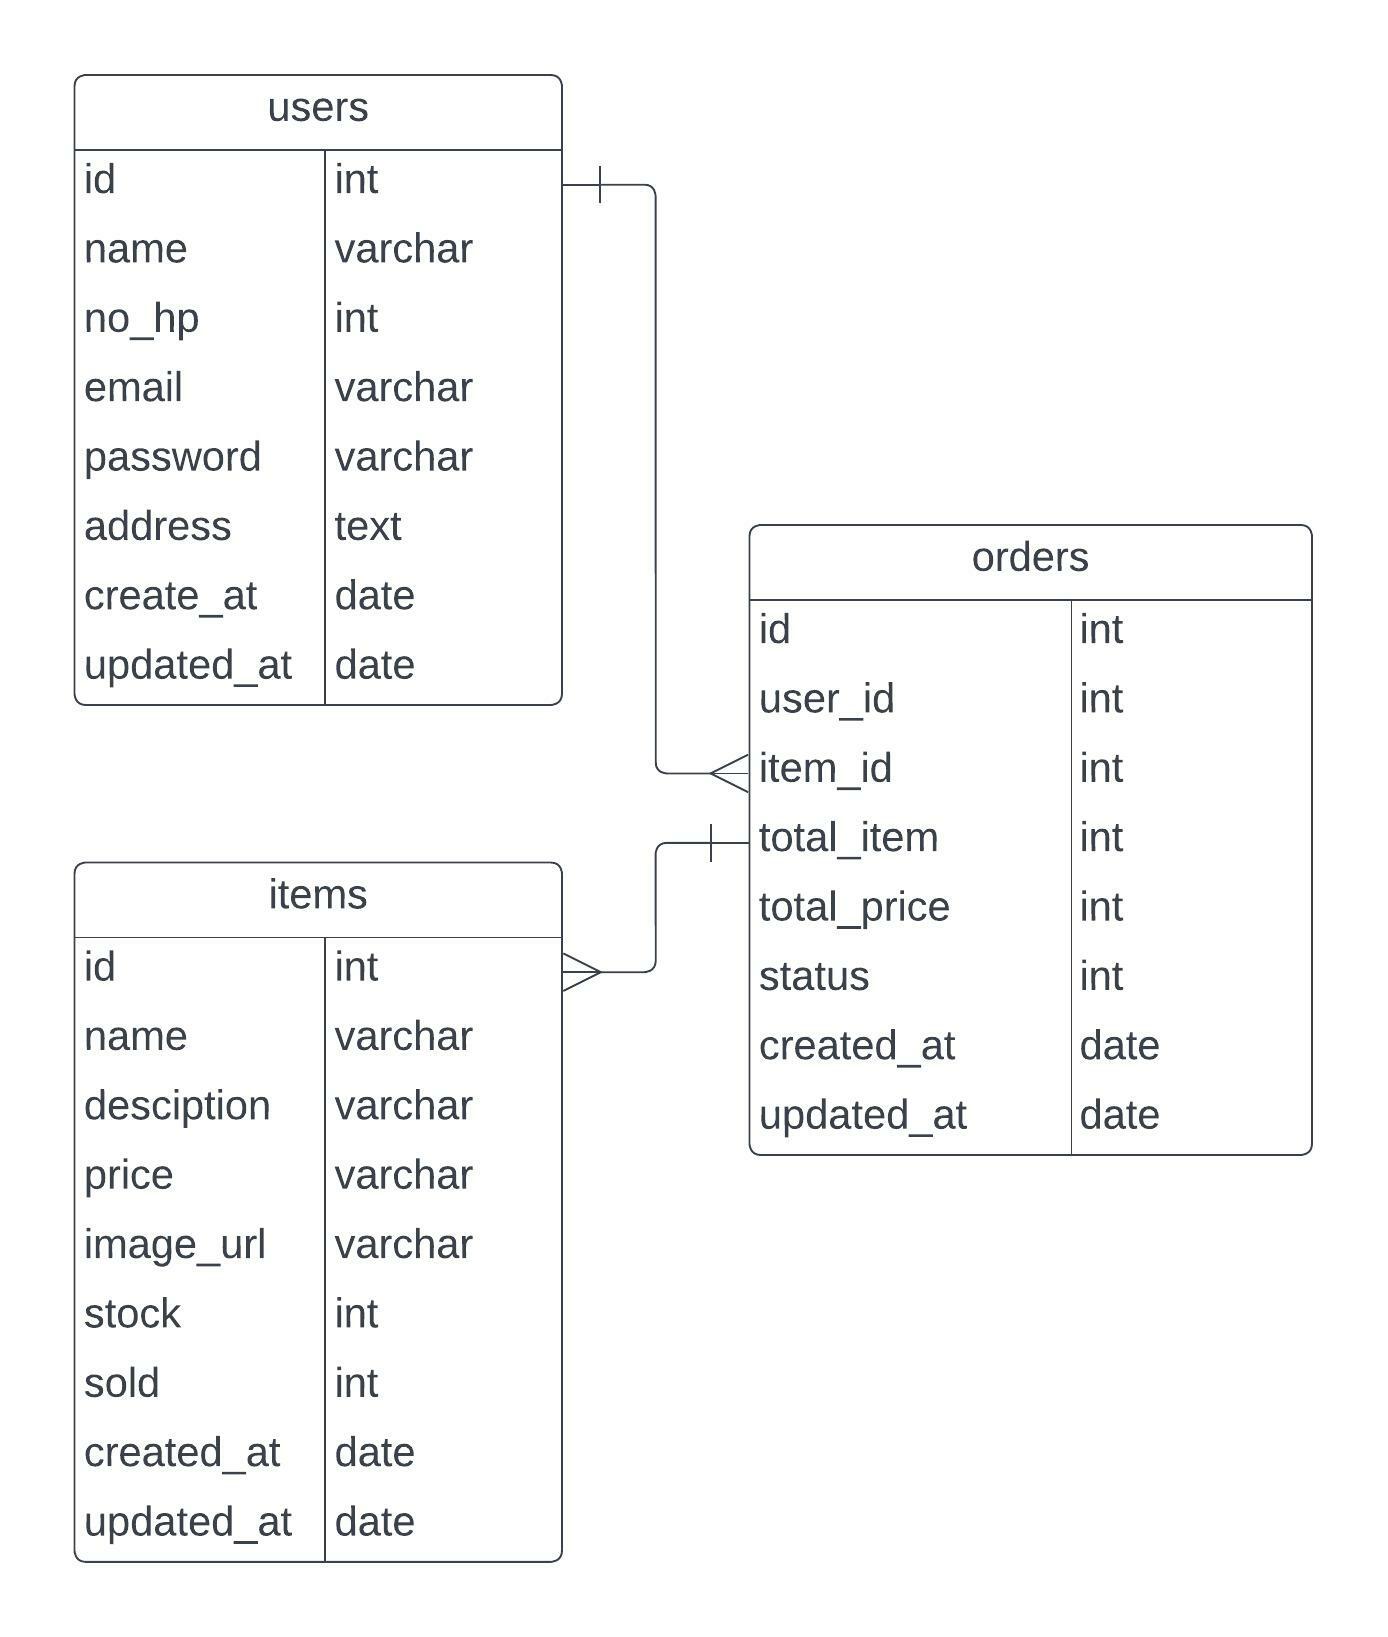 users
id int
name varchar
no_hp int
email varchar
password varchar
address text
create_at date
updated_at date
orders
id int
user_id int
item_id int
total_item int
total_price int
status int
created_at date
updated_at date
items
id int
name varchar
desciption varchar
price varchar
image_url varchar
stock int
sold int
created_at date
updated_at date